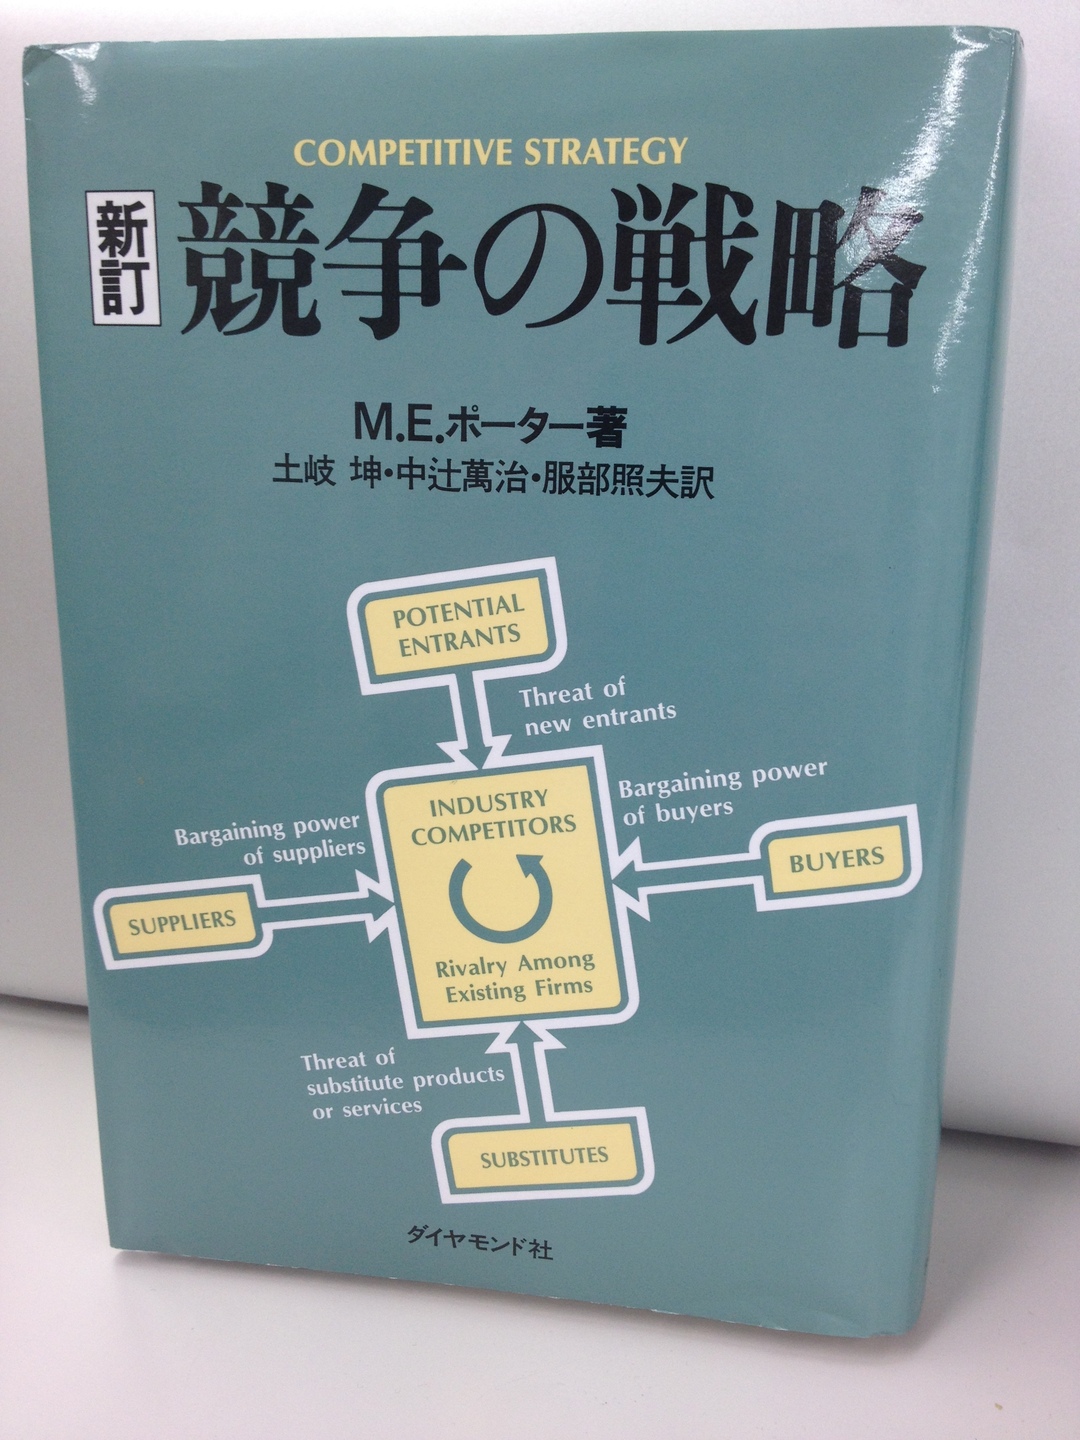 COMPETITIVE STRATEGY
新訂
競争の戦略
M.E.ポーター著
土岐 坤・中辻萬治・服部照夫訳
POTENTIAL
ENTRANTS
Threat of
new entrants
Bargaining power
of suppliers
INDUSTRY
COMPETITORS
Bargaining power
of buyers
SUPPLIERS
BUYERS
Rivalry Among
Existing Firms
Threat of
substitute products
or services
SUBSTITUTES
ダイヤモンド社